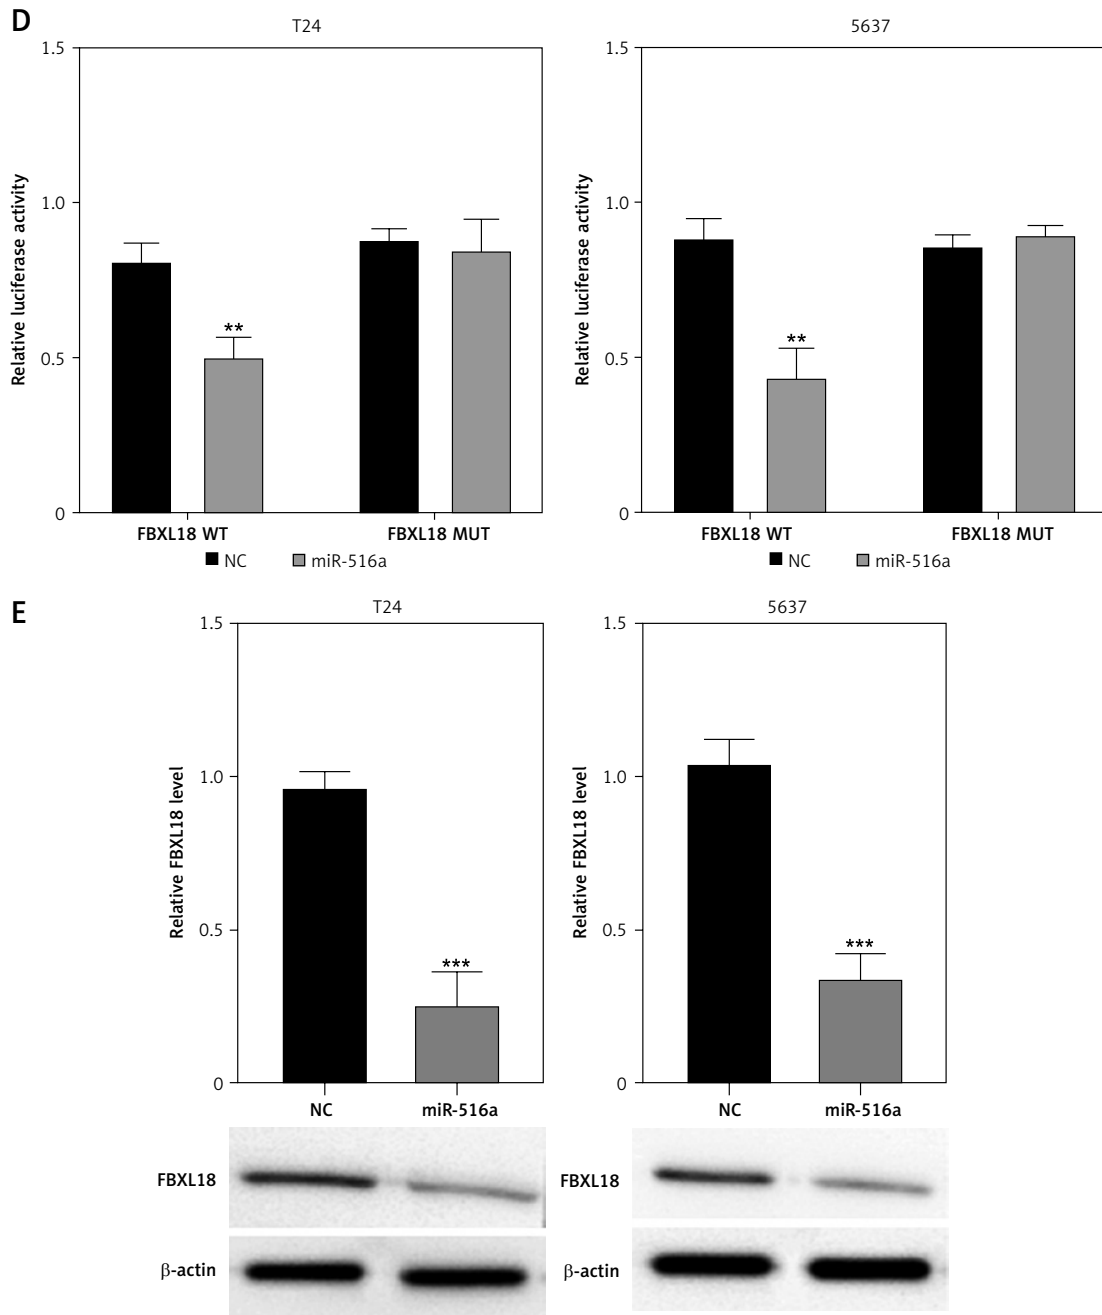 D
T24
5637
1.5
1.0
0.5
0
Relative luciferase activity
**
FBXL18 WT
FBXL18 MUT
NC
miR-516a
1.5
1.0
0.5
0
Relative luciferase activity
**
FBXL18 WT
FBXL18 MUT
NC
miR-516a
E
T24
5637
1.5
1.0
0.5
0
Relative FBXL18 level
***
NC
miR-516a
FBXL18
β-actin
1.5
1.0
0.5
0
Relative FBXL18 level
***
NC
miR-516a
FBXL18
β-actin